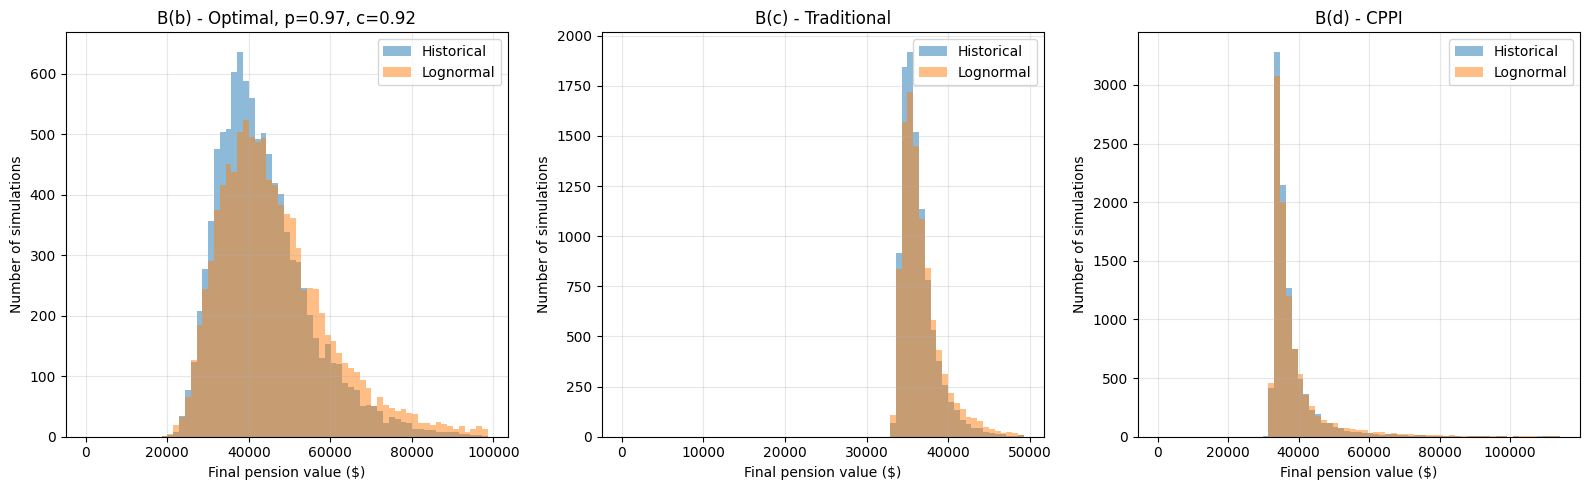 B(b) - Optimal, p=0.97, c=0.92
Historical
Lognormal
Number of simulations
600
500
400
300
200
100
0
0
20000
40000
60000
80000
100000
Final pension value ($)
B(c) - Traditional
Historical
Lognormal
Number of simulations
2000
1750
1500
1250
1000
750
500
250
0
0
10000
20000
30000
40000
50000
Final pension value ($)
B(d) - CPPI
Historical
Lognormal
Number of simulations
3000
2500
2000
1500
1000
500
0
0
20000
40000
60000
80000
100000
Final pension value ($)